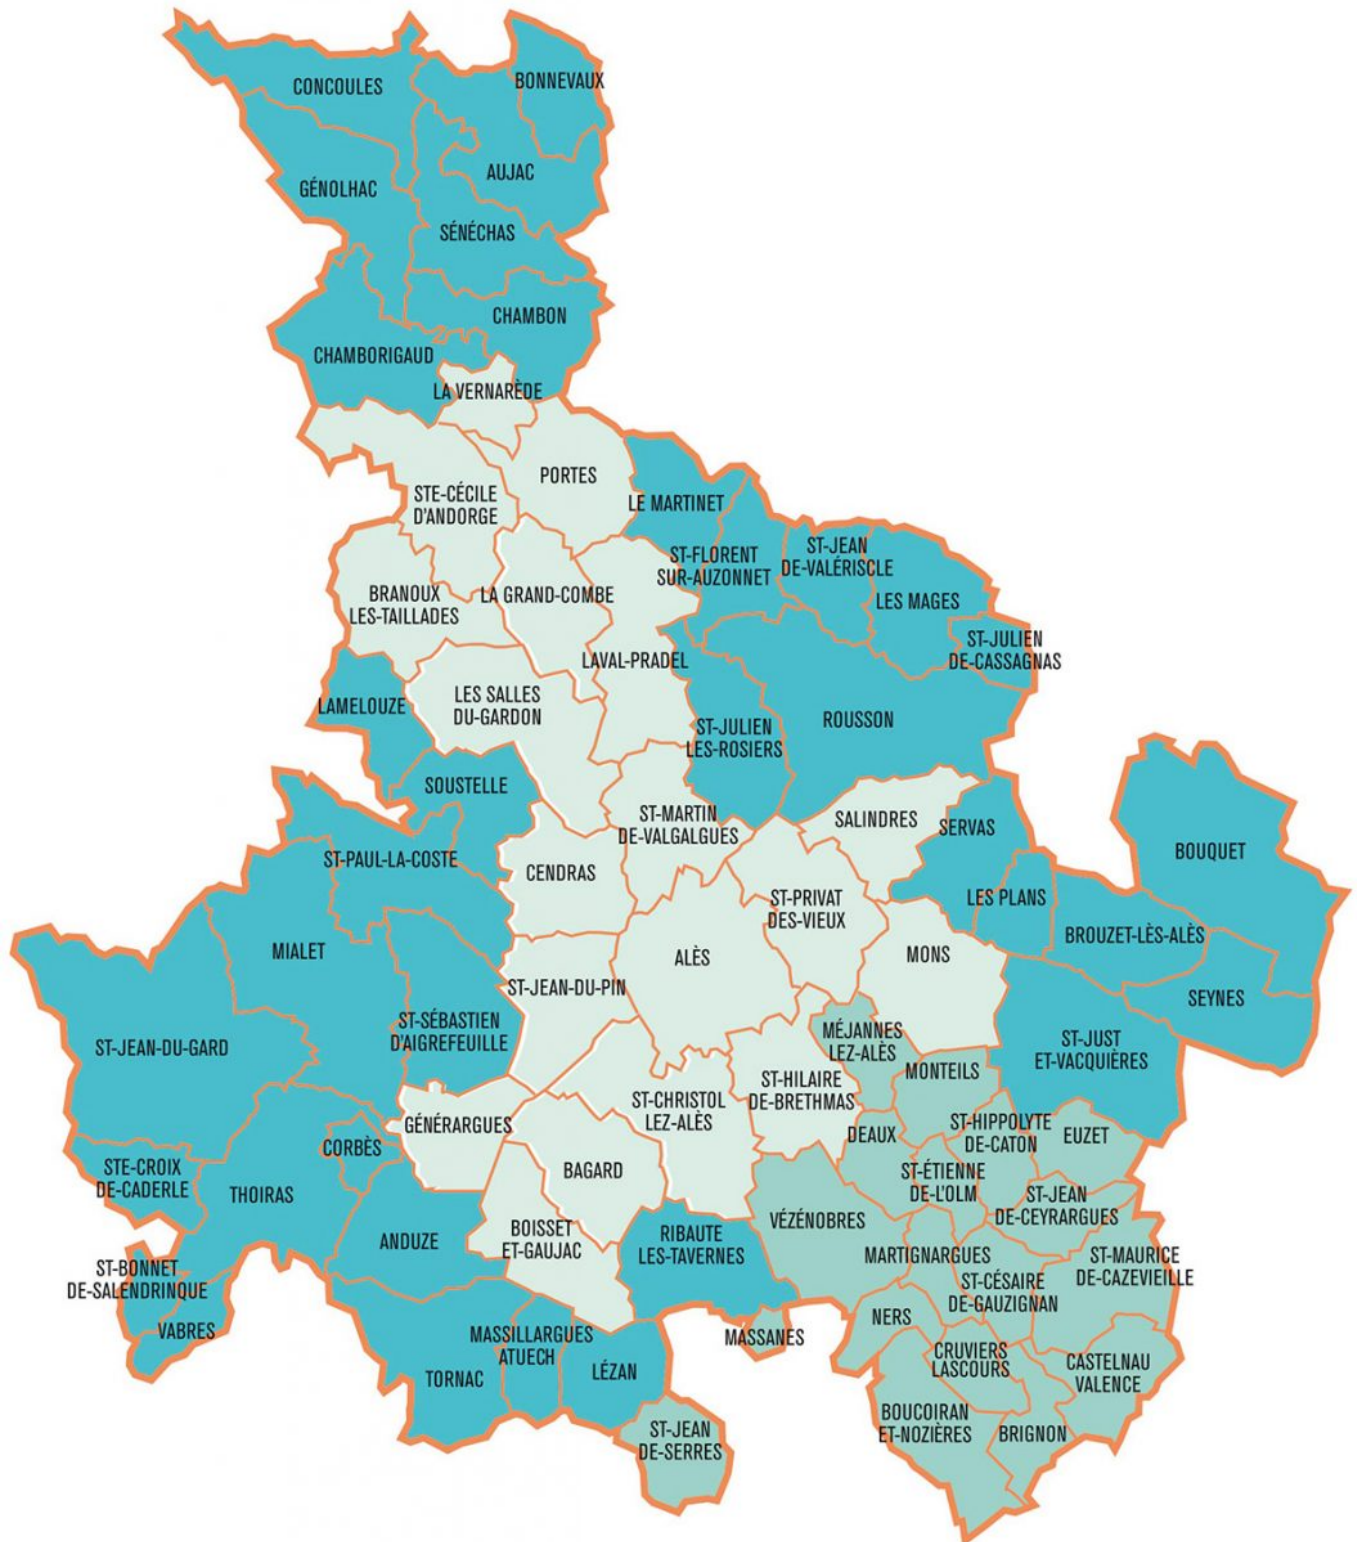 CONCOULES
BONNEVAUX
GÉNOLHAC
AUJAC
SÉNÉCHAS
CHAMBON
CHAMBORIGAUD
LA VERNARÈDE
PORTES
STE-CÉCILE
D'ANDORGE
LE MARTINET
ST-FLORENT
SUR-AUZONNET
ST-JEAN
DE-VALÉRISCLE
LES MAGES
BRANOUX
LES-TAILLADES
LA GRAND-COMBE
ST-JULIEN
DE-CASSAGNAS
LAVAL-PRADEL
LAMELOUZE
LES SALLES
DU-GARDON
ST-JULIEN
LES-ROSIERS
ROUSSON
SOUSTELLE
ST-MARTIN
DE-VALGALGUES
SALINDRES
SERVAS
BOUQUET
ST-PAUL-LA-COSTE
CENDRAS
ST-PRIVAT
DES-VIEUX
LES PLANS
BROUZET-LÈS-ALÈS
MIALET
ALÈS
MONS
ST-JEAN-DU-PIN
SEYNES
ST-JEAN-DU-GARD
ST-SÉBASTIEN
D'AIGREFEUILLE
MÉJANNES
LEZ-ALÈS
ST-JUST
ET-VACQUIÈRES
MONTEILS
ST-HILAIRE
DE-BRETHMAS
ST-CHRISTOL
LEZ-ALÈS
GÉNÉRARGUES
DEAUX
ST-HIPPOLYTE
DE-CATON
EUZET
CORBÈS
STE-CROIX
DE-CADERLE
THOIRAS
BAGARD
ST-ÉTIENNE
DE-L'OLM
ST-JEAN
DE-CEYRARGUES
ANDUZE
BOISSET
ET-GAUJAC
RIBAUTE
LES-TAVERNES
VÉZÉNOBRES
MARTIGNARGUES
ST-MAURICE
DE-CAZEVIEILLE
ST-BONNET
DE-SALENDRINQUE
ST-CÉSAIRE
DE-GAUZIGNAN
VABRES
NERS
MASSANES
MASSILLARGUES
ATUECH
CRUVIERS
LASCOURS
TORNAC
LÉZAN
CASTELNAU
VALENCE
BOUCOIRAN
ET-NOZIÈRES
BRIGNON
ST-JEAN
DE-SERRES